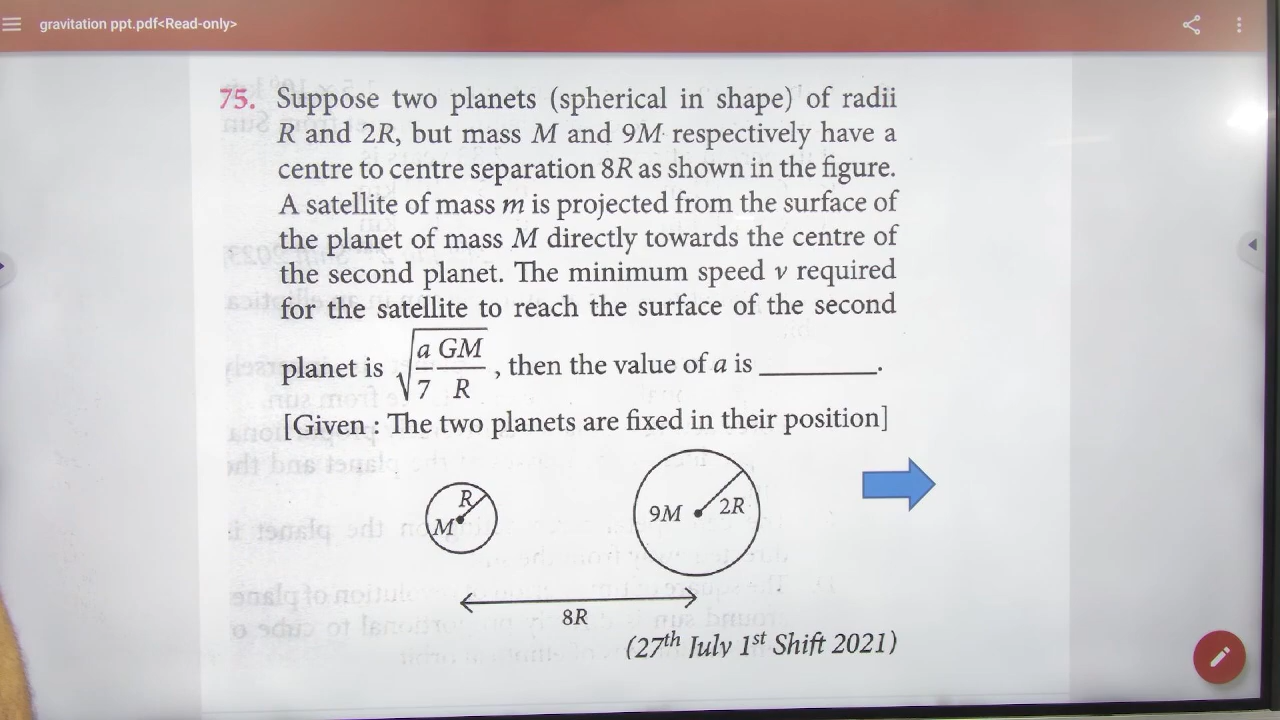 gravitation ppt.pdf<Read-only>
75. Suppose two planets (spherical in shape) of radii
R and 2R, but mass M and 9M respectively have a
centre to centre separation 8R as shown in the figure.
A satellite of mass m is projected from the surface of
the planet of mass M directly towards the centre of
the second planet. The minimum speed v required
for the satellite to reach the surface of the second
planet is √(a/7 GM/R), then the value of a is ________.
[Given : The two planets are fixed in their position]
R
M
9M 2R
8R
(27th July 1st Shift 2021)